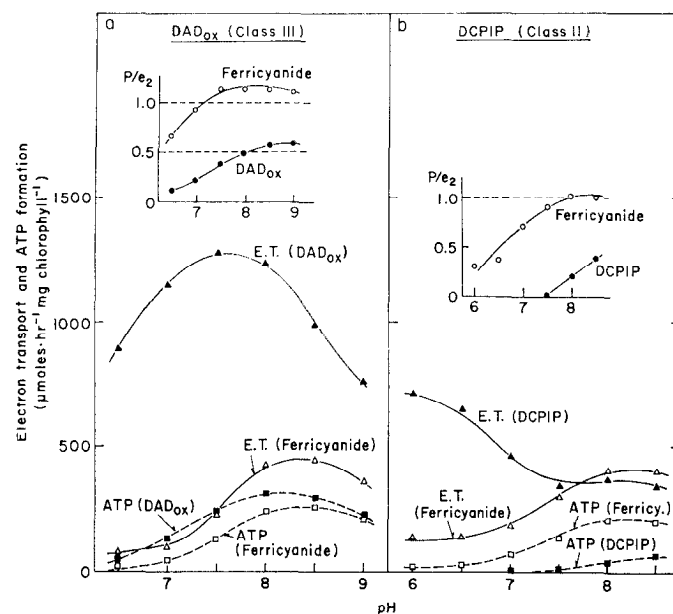 a
DADox (Class III)
P/e2
Ferricyanide
1.0
0.5
DADox
0
7 8 9
E.T. (DADox)
E.T. (Ferricyanide)
ATP (DADox)
ATP
(Ferricyanide)
b
DCPIP (Class II)
P/e2
1.0
Ferricyanide
0.5
DCPIP
0
6 7 8
E.T. (DCPIP)
E.T.
(Ferricyanide)
ATP (Ferricy.)
ATP (DCPIP)
Electron transport and ATP formation
(μmoles·hr⁻¹ mg chlorophyll⁻¹)
1500
1000
500
0
7 8 9 6 7 8
pH